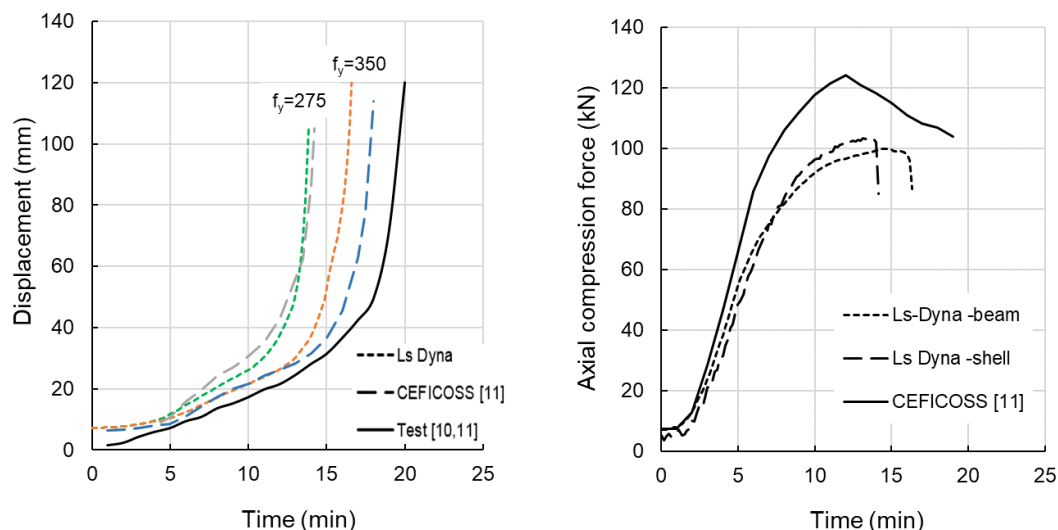 140
120
100
80
60
40
20
0
Displacement (mm)
fy=350
fy=275
Ls Dyna
CEFICOSS [11]
Test [10,11]
0 5 10 15 20 25
Time (min)
140
120
100
80
60
40
20
0
Axial compression force (kN)
Ls-Dyna -beam
Ls Dyna -shell
CEFICOSS [11]
0 5 10 15 20 25
Time (min)